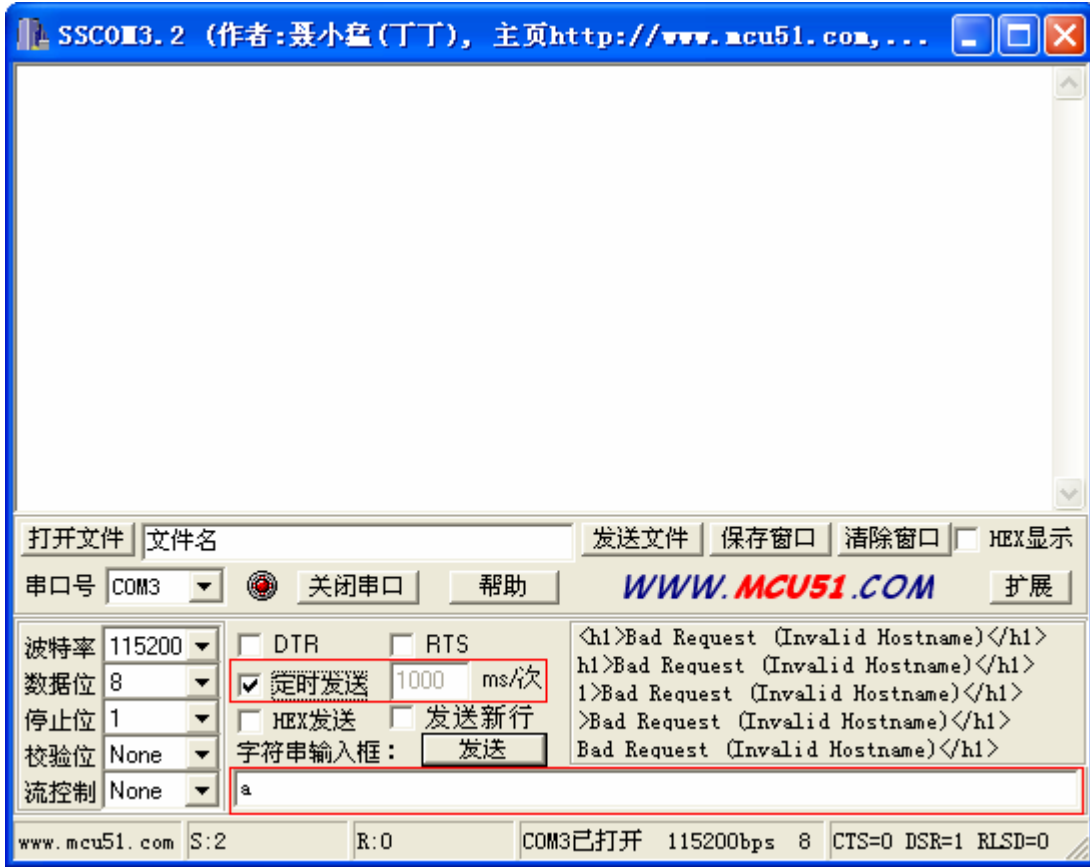 SSCOM3.2 (作者:聂小猛(丁丁), 主页http://www.mcu51.com,...
打开文件 文件名 发送文件 保存窗口 清除窗口 HEX显示
串口号 COM3 关闭串口 帮助 WWW.MCU51.COM 扩展
波特率 115200 DTR RTS
数据位 8 定时发送 1000 ms/次
停止位 1 HEX发送 发送新行
校验位 None 字符串输入框: 发送
流控制 None a
<h1>Bad Request (Invalid Hostname)</h1>
h1>Bad Request (Invalid Hostname)</h1>
1>Bad Request (Invalid Hostname)</h1>
>Bad Request (Invalid Hostname)</h1>
Bad Request (Invalid Hostname)</h1>
www.mcu51.com S:2 R:0 COM3已打开 115200bps 8 CTS=0 DSR=1 RLSD=0